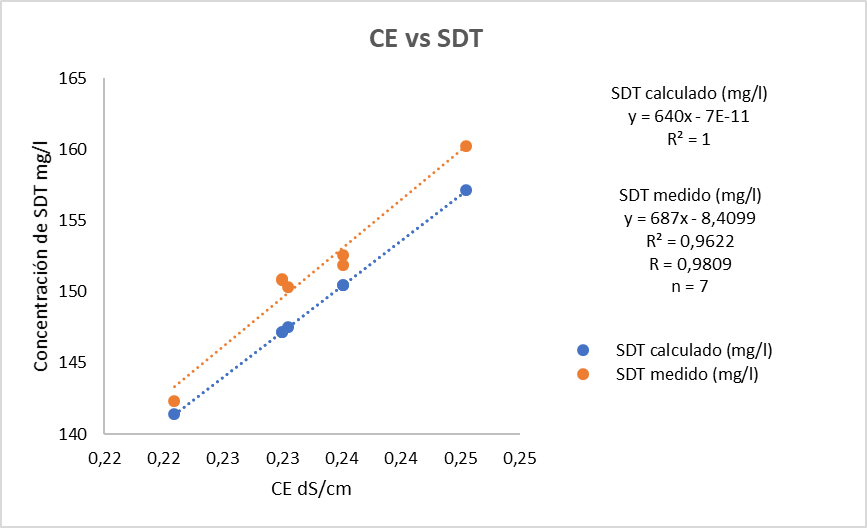 CE vs SDT
165
160
155
150
145
140
Concentración de SDT mg/l
0,22 0,22 0,23 0,23 0,24 0,24 0,25 0,25
CE dS/cm
SDT calculado (mg/l)
y = 640x - 7E-11
R² = 1
SDT medido (mg/l)
y = 687x - 8,4099
R² = 0,9622
R = 0,9809
n = 7
SDT calculado (mg/l)
SDT medido (mg/l)